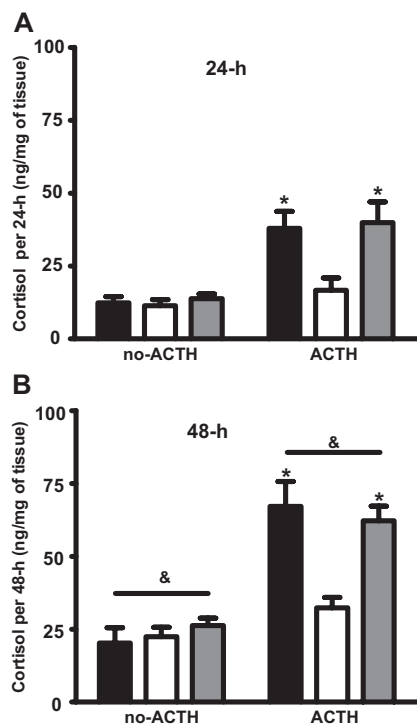 A
24-h
Cortisol per 24-h (ng/mg of tissue)
100
75
50
25
0
* *
no-ACTH ACTH
B
48-h
Cortisol per 48-h (ng/mg of tissue)
100
75
50
25
0
&
&
* *
no-ACTH ACTH